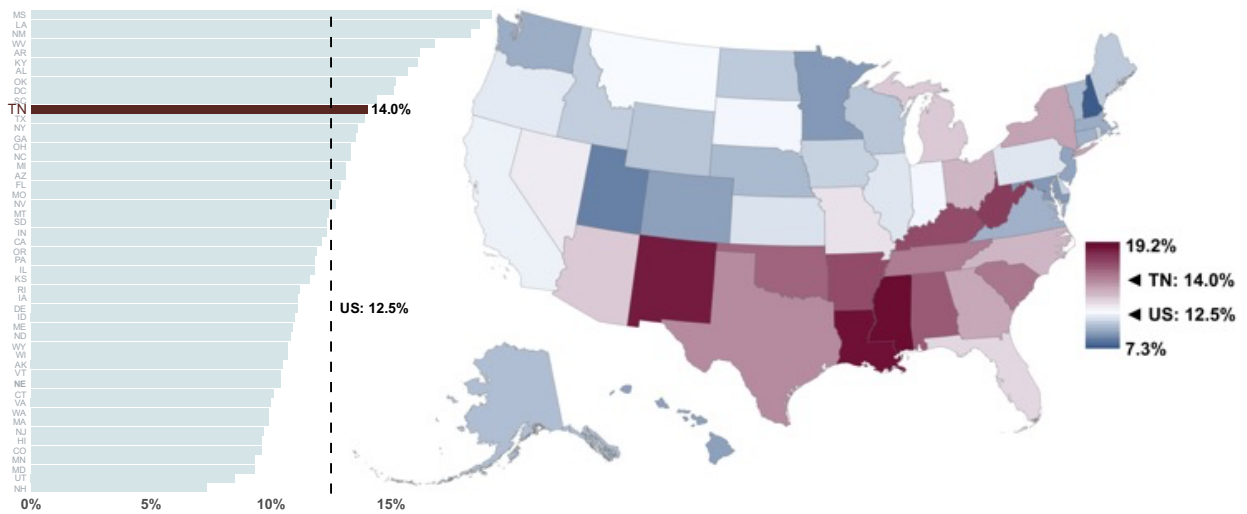 MS
LA
NM
WV
AR
KY
AL
OK
DC
SC
TN
14.0%
TX
NY
GA
OH
NC
MI
AZ
FL
MO
NV
MT
SD
IN
CA
OR
PA
IL
KS
RI
IA
DE
ID
US: 12.5%
ME
ND
WY
WI
AK
VT
NE
CT
VA
WA
MA
NJ
HI
CO
MN
MD
UT
NH
0% 5% 10% 15%
19.2%
◄ TN: 14.0%
◄ US: 12.5%
7.3%